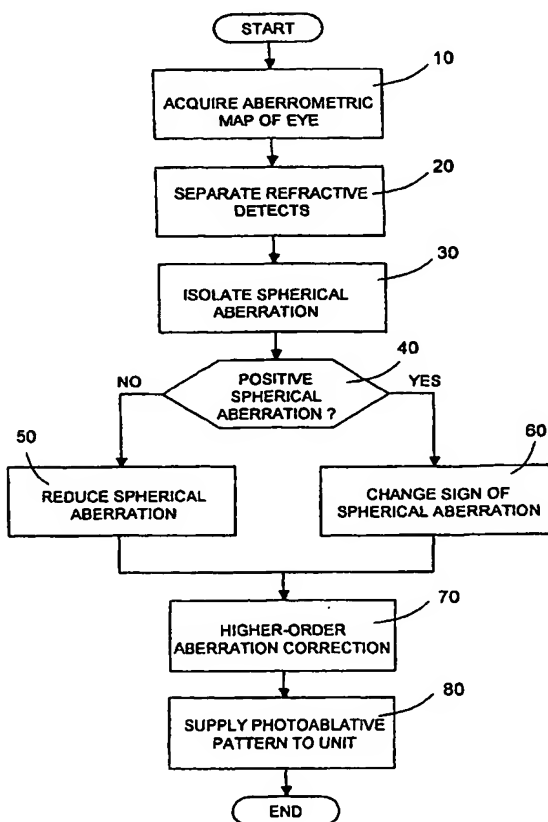 START
10
ACQUIRE ABERROMETRIC
MAP OF EYE
20
SEPARATE REFRACTIVE
DETECTS
30
ISOLATE SPHERICAL
ABERRATION
40
POSITIVE
SPHERICAL
ABERRATION ?
NO
YES
50
REDUCE SPHERICAL
ABERRATION
60
CHANGE SIGN OF
SPHERICAL ABERRATION
70
HIGHER-ORDER
ABERRATION CORRECTION
80
SUPPLY PHOTOABLATIVE
PATTERN TO UNIT
END